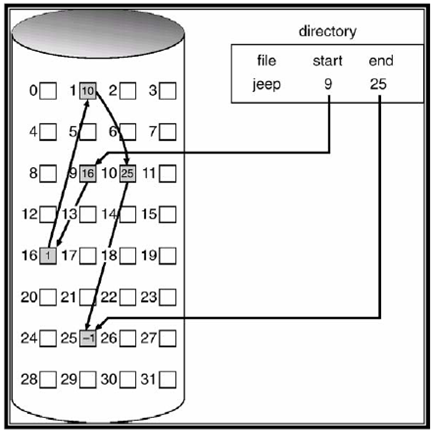 directory
file start end
jeep 9 25
0 1 10 2 3
4 5 6 7
8 9 16 10 25 11
12 13 14 15
16 1 17 18 19
20 21 22 23
24 25 -1 26 27
28 29 30 31